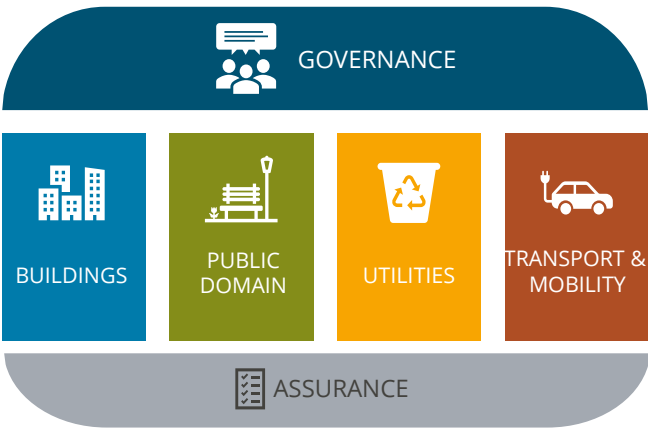 GOVERNANCE
BUILDINGS
PUBLIC
DOMAIN
UTILITIES
TRANSPORT &
MOBILITY
ASSURANCE